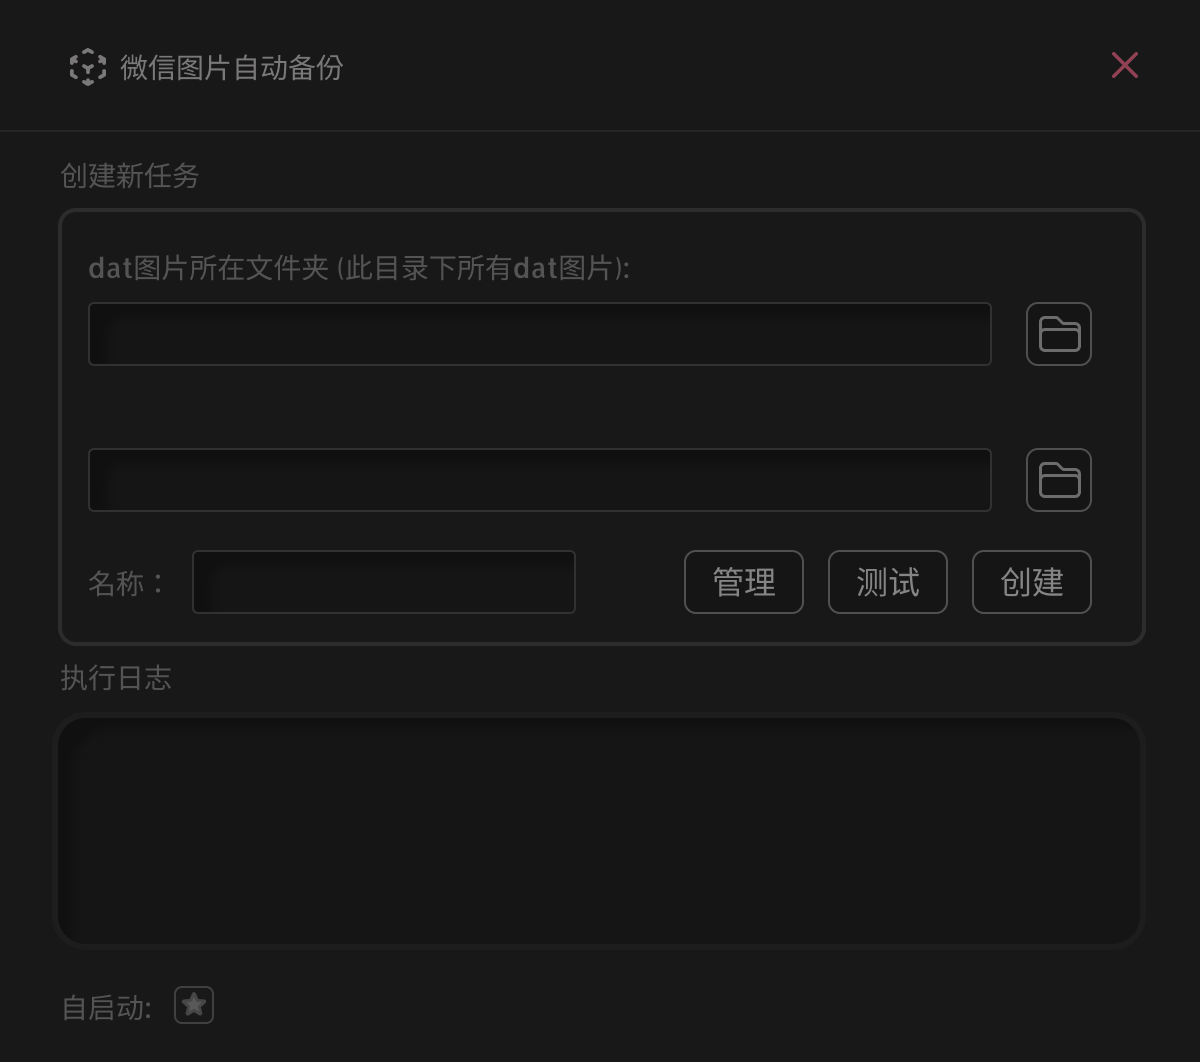 微信图片自动备份
创建新任务
dat图片所在文件夹 (此目录下所有dat图片):
名称：
管理
测试
创建
执行日志
自启动: